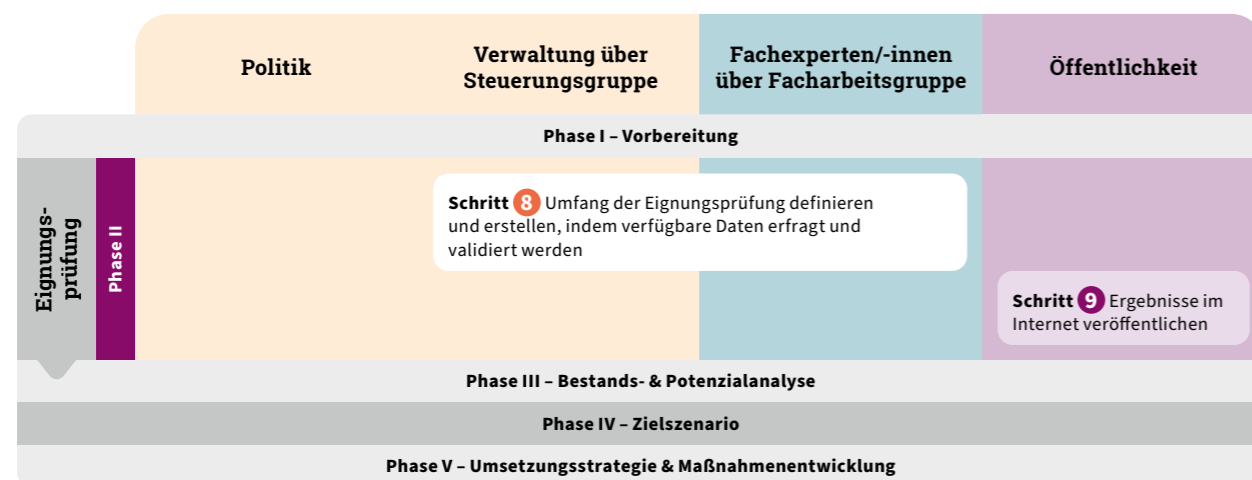 Politik
Verwaltung über
Steuerungsgruppe
Fachexperten/-innen
über Facharbeitsgruppe
Öffentlichkeit
Phase I – Vorbereitung
Eignungs-
prüfung
Phase II
Schritt 8 Umfang der Eignungsprüfung definieren
und erstellen, indem verfügbare Daten erfragt und
validiert werden
Schritt 9 Ergebnisse im
Internet veröffentlichen
Phase III – Bestands- & Potenzialanalyse
Phase IV – Zielszenario
Phase V – Umsetzungsstrategie & Maßnahmenentwicklung